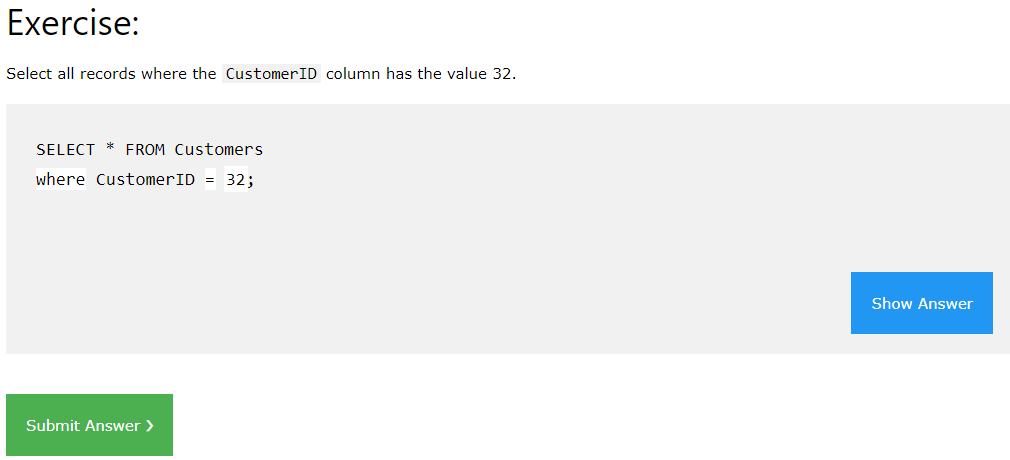 Exercise:
Select all records where the CustomerID column has the value 32.
SELECT * FROM Customers
where CustomerID = 32;
Show Answer
Submit Answer ❯